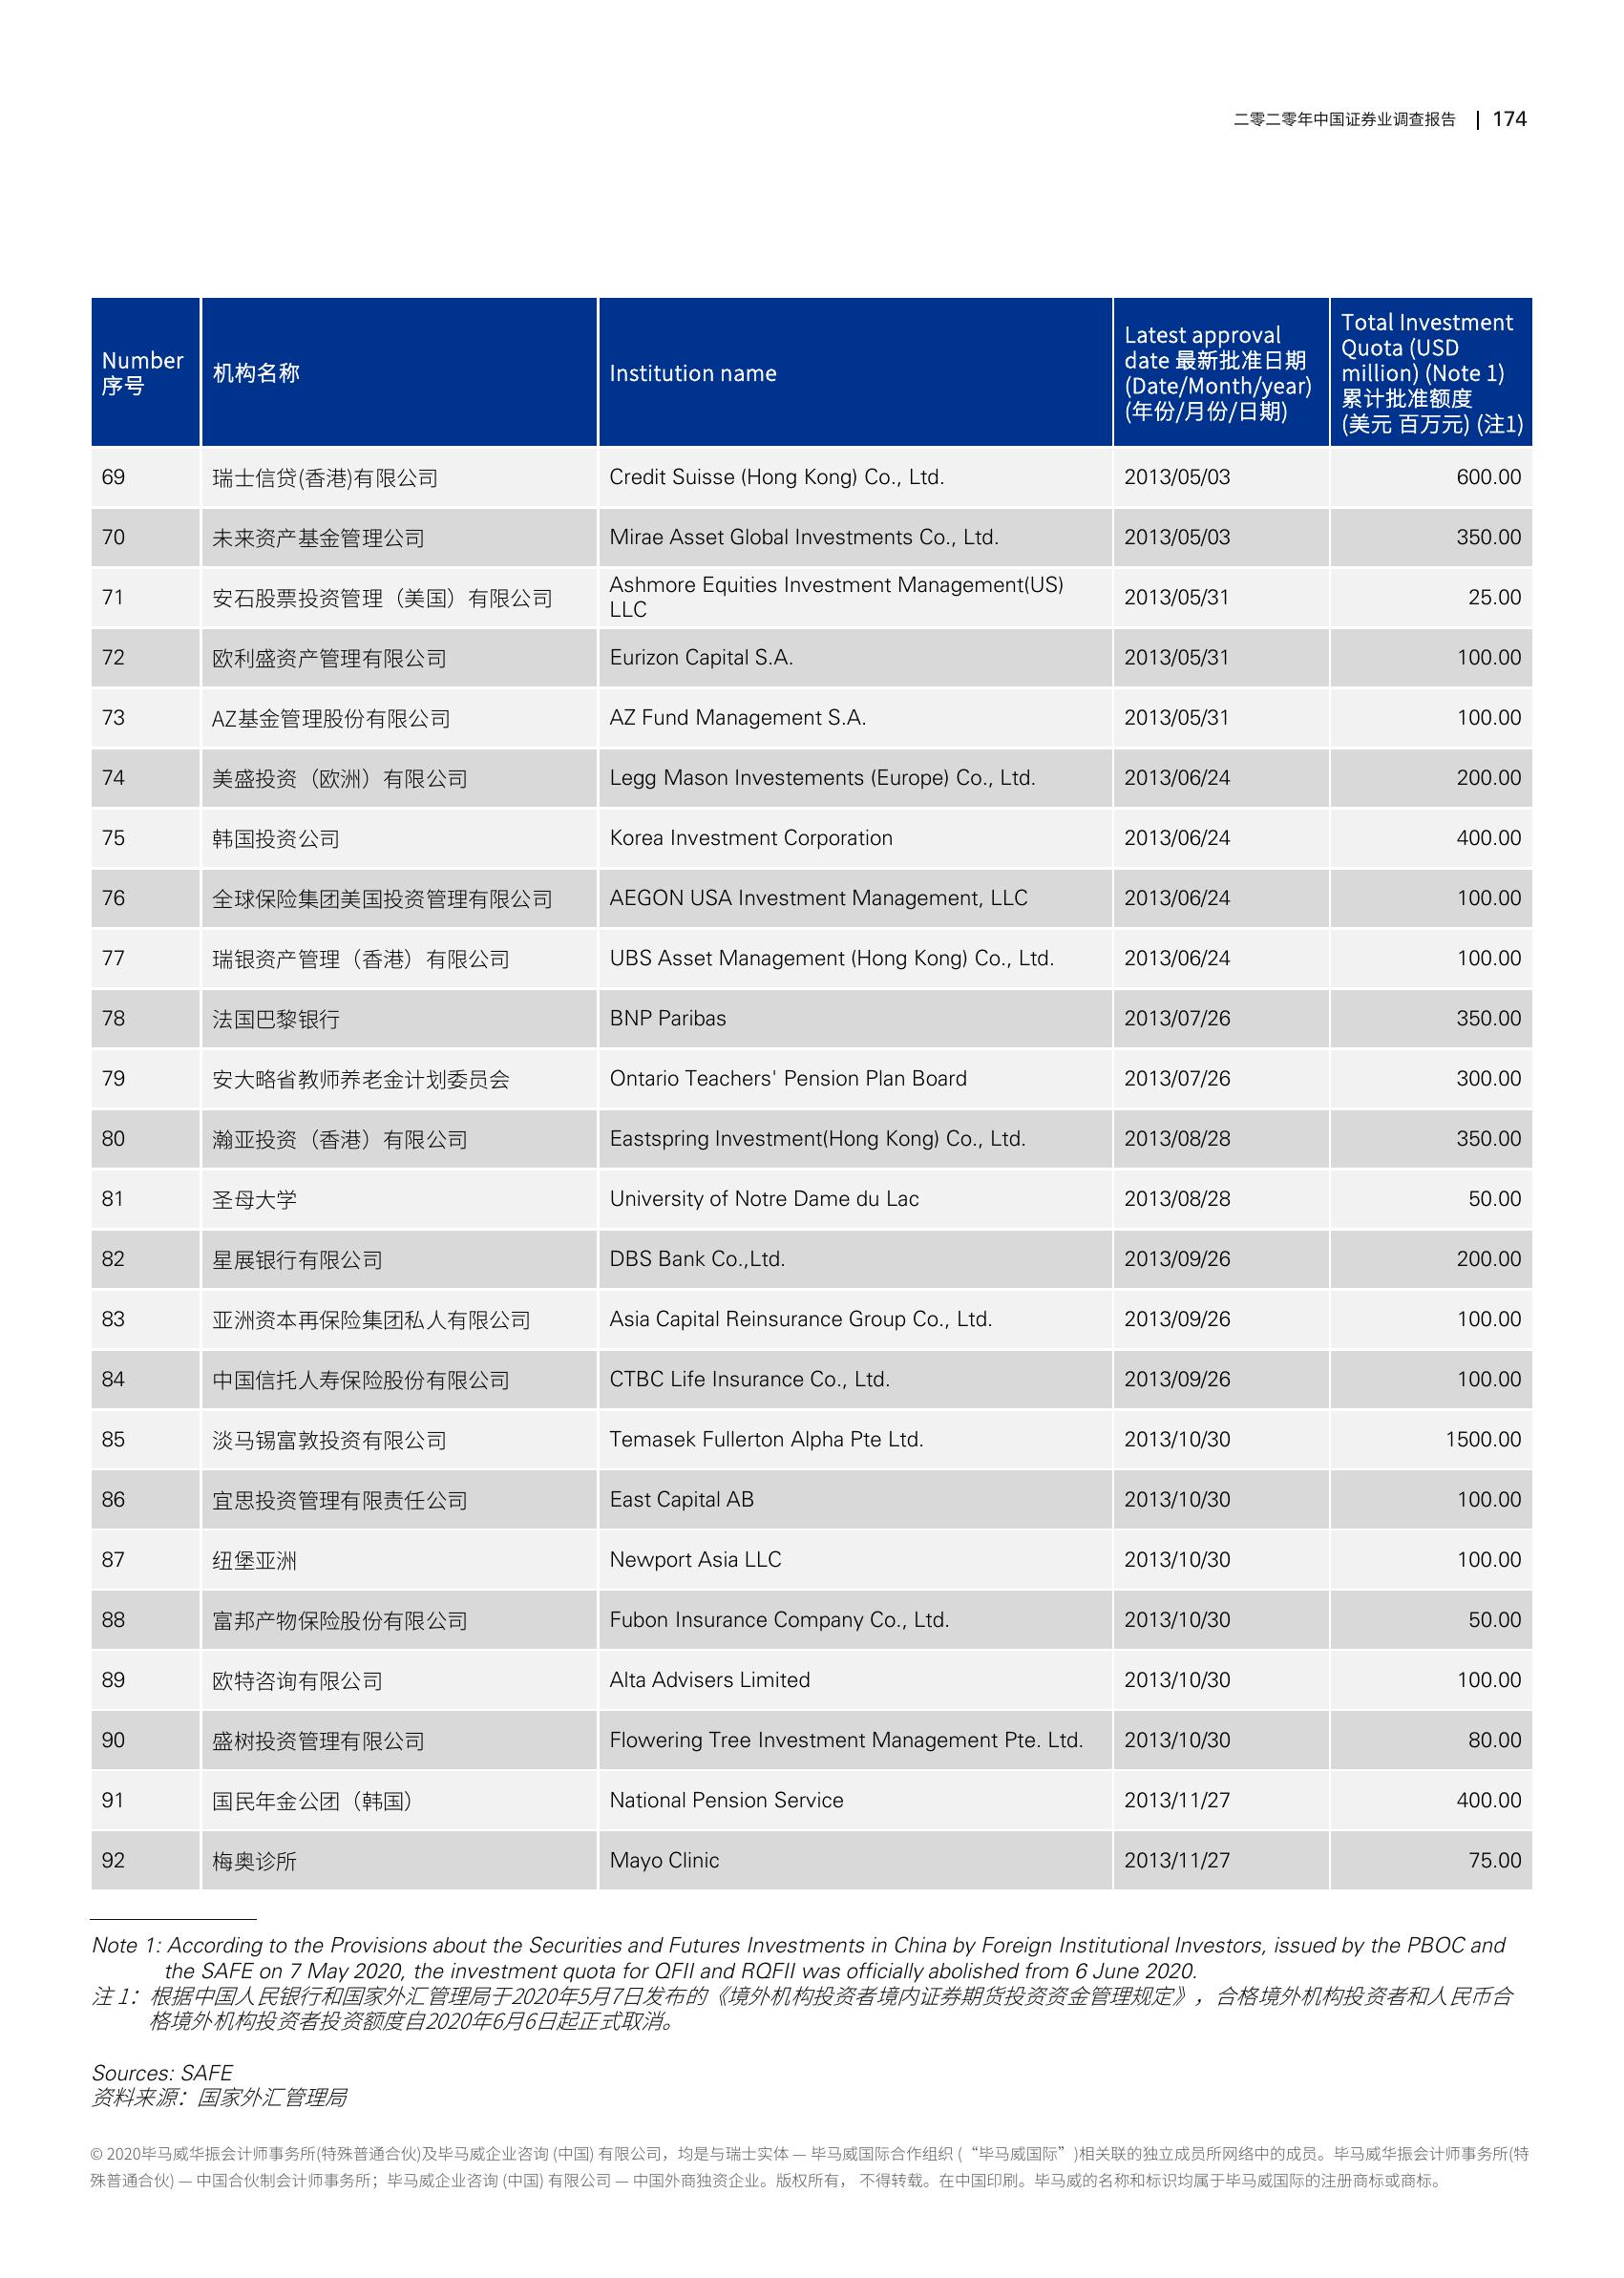 二零二零年中国证券业调查报告 | 174
Number
序号
机构名称
Institution name
Latest approval
date 最新批准日期
(Date/Month/year)
(年份/月份/日期)
Total Investment
Quota (USD
million) (Note 1)
累计批准额度
(美元 百万元) (注1)
69 瑞士信贷(香港)有限公司 Credit Suisse (Hong Kong) Co., Ltd. 2013/05/03 600.00
70 未来资产基金管理公司 Mirae Asset Global Investments Co., Ltd. 2013/05/03 350.00
71 安石股票投资管理（美国）有限公司 Ashmore Equities Investment Management(US)
LLC 2013/05/31 25.00
72 欧利盛资产管理有限公司 Eurizon Capital S.A. 2013/05/31 100.00
73 AZ基金管理股份有限公司 AZ Fund Management S.A. 2013/05/31 100.00
74 美盛投资（欧洲）有限公司 Legg Mason Investements (Europe) Co., Ltd. 2013/06/24 200.00
75 韩国投资公司 Korea Investment Corporation 2013/06/24 400.00
76 全球保险集团美国投资管理有限公司 AEGON USA Investment Management, LLC 2013/06/24 100.00
77 瑞银资产管理（香港）有限公司 UBS Asset Management (Hong Kong) Co., Ltd. 2013/06/24 100.00
78 法国巴黎银行 BNP Paribas 2013/07/26 350.00
79 安大略省教师养老金计划委员会 Ontario Teachers' Pension Plan Board 2013/07/26 300.00
80 瀚亚投资（香港）有限公司 Eastspring Investment(Hong Kong) Co., Ltd. 2013/08/28 350.00
81 圣母大学 University of Notre Dame du Lac 2013/08/28 50.00
82 星展银行有限公司 DBS Bank Co.,Ltd. 2013/09/26 200.00
83 亚洲资本再保险集团私人有限公司 Asia Capital Reinsurance Group Co., Ltd. 2013/09/26 100.00
84 中国信托人寿保险股份有限公司 CTBC Life Insurance Co., Ltd. 2013/09/26 100.00
85 淡马锡富敦投资有限公司 Temasek Fullerton Alpha Pte Ltd. 2013/10/30 1500.00
86 宜思投资管理有限责任公司 East Capital AB 2013/10/30 100.00
87 纽堡亚洲 Newport Asia LLC 2013/10/30 100.00
88 富邦产物保险股份有限公司 Fubon Insurance Company Co., Ltd. 2013/10/30 50.00
89 欧特咨询有限公司 Alta Advisers Limited 2013/10/30 100.00
90 盛树投资管理有限公司 Flowering Tree Investment Management Pte. Ltd. 2013/10/30 80.00
91 国民年金公团（韩国） National Pension Service 2013/11/27 400.00
92 梅奥诊所 Mayo Clinic 2013/11/27 75.00
Note 1: According to the Provisions about the Securities and Futures Investments in China by Foreign Institutional Investors, issued by the PBOC and
the SAFE on 7 May 2020, the investment quota for QFII and RQFII was officially abolished from 6 June 2020.
注 1：根据中国人民银行和国家外汇管理局于2020年5月7日发布的《境外机构投资者境内证券期货投资资金管理规定》，合格境外机构投资者和人民币合
格境外机构投资者投资额度自2020年6月6日起正式取消。
Sources: SAFE
资料来源：国家外汇管理局
© 2020毕马威华振会计师事务所(特殊普通合伙)及毕马威企业咨询 (中国) 有限公司，均是与瑞士实体 — 毕马威国际合作组织 (“毕马威国际”)相关联的独立成员所网络中的成员。毕马威华振会计师事务所(特
殊普通合伙) — 中国合伙制会计师事务所；毕马威企业咨询 (中国) 有限公司 — 中国外商独资企业。版权所有， 不得转载。在中国印刷。毕马威的名称和标识均属于毕马威国际的注册商标或商标。